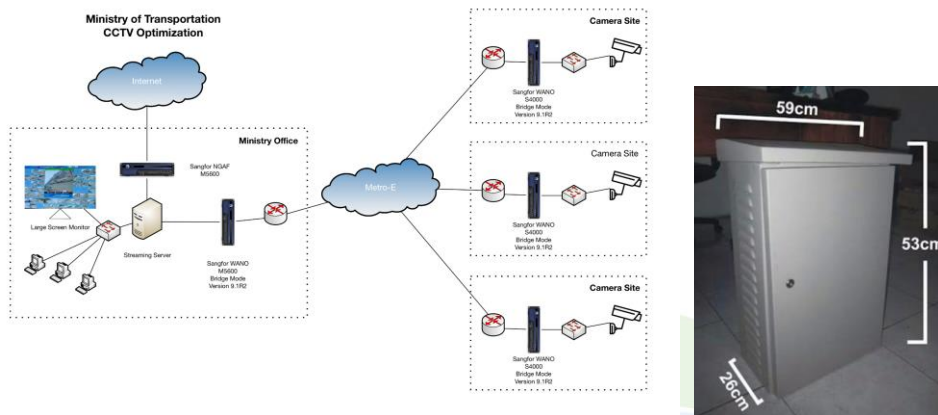 Ministry of Transportation
CCTV Optimization
Internet
Ministry Office
Sangfor NGAF
M5600
Large Screen Monitor
Streaming Server
Sangfor WANO
M5600
Bridge Mode
Version 9.1R2
Metro-E
Camera Site
Sangfor WANO
S4000
Bridge Mode
Version 9.1R2
Camera Site
Sangfor WANO
S4000
Bridge Mode
Version 9.1R2
Camera Site
Sangfor WANO
S4000
Bridge Mode
Version 9.1R2
59cm
53cm
26cm